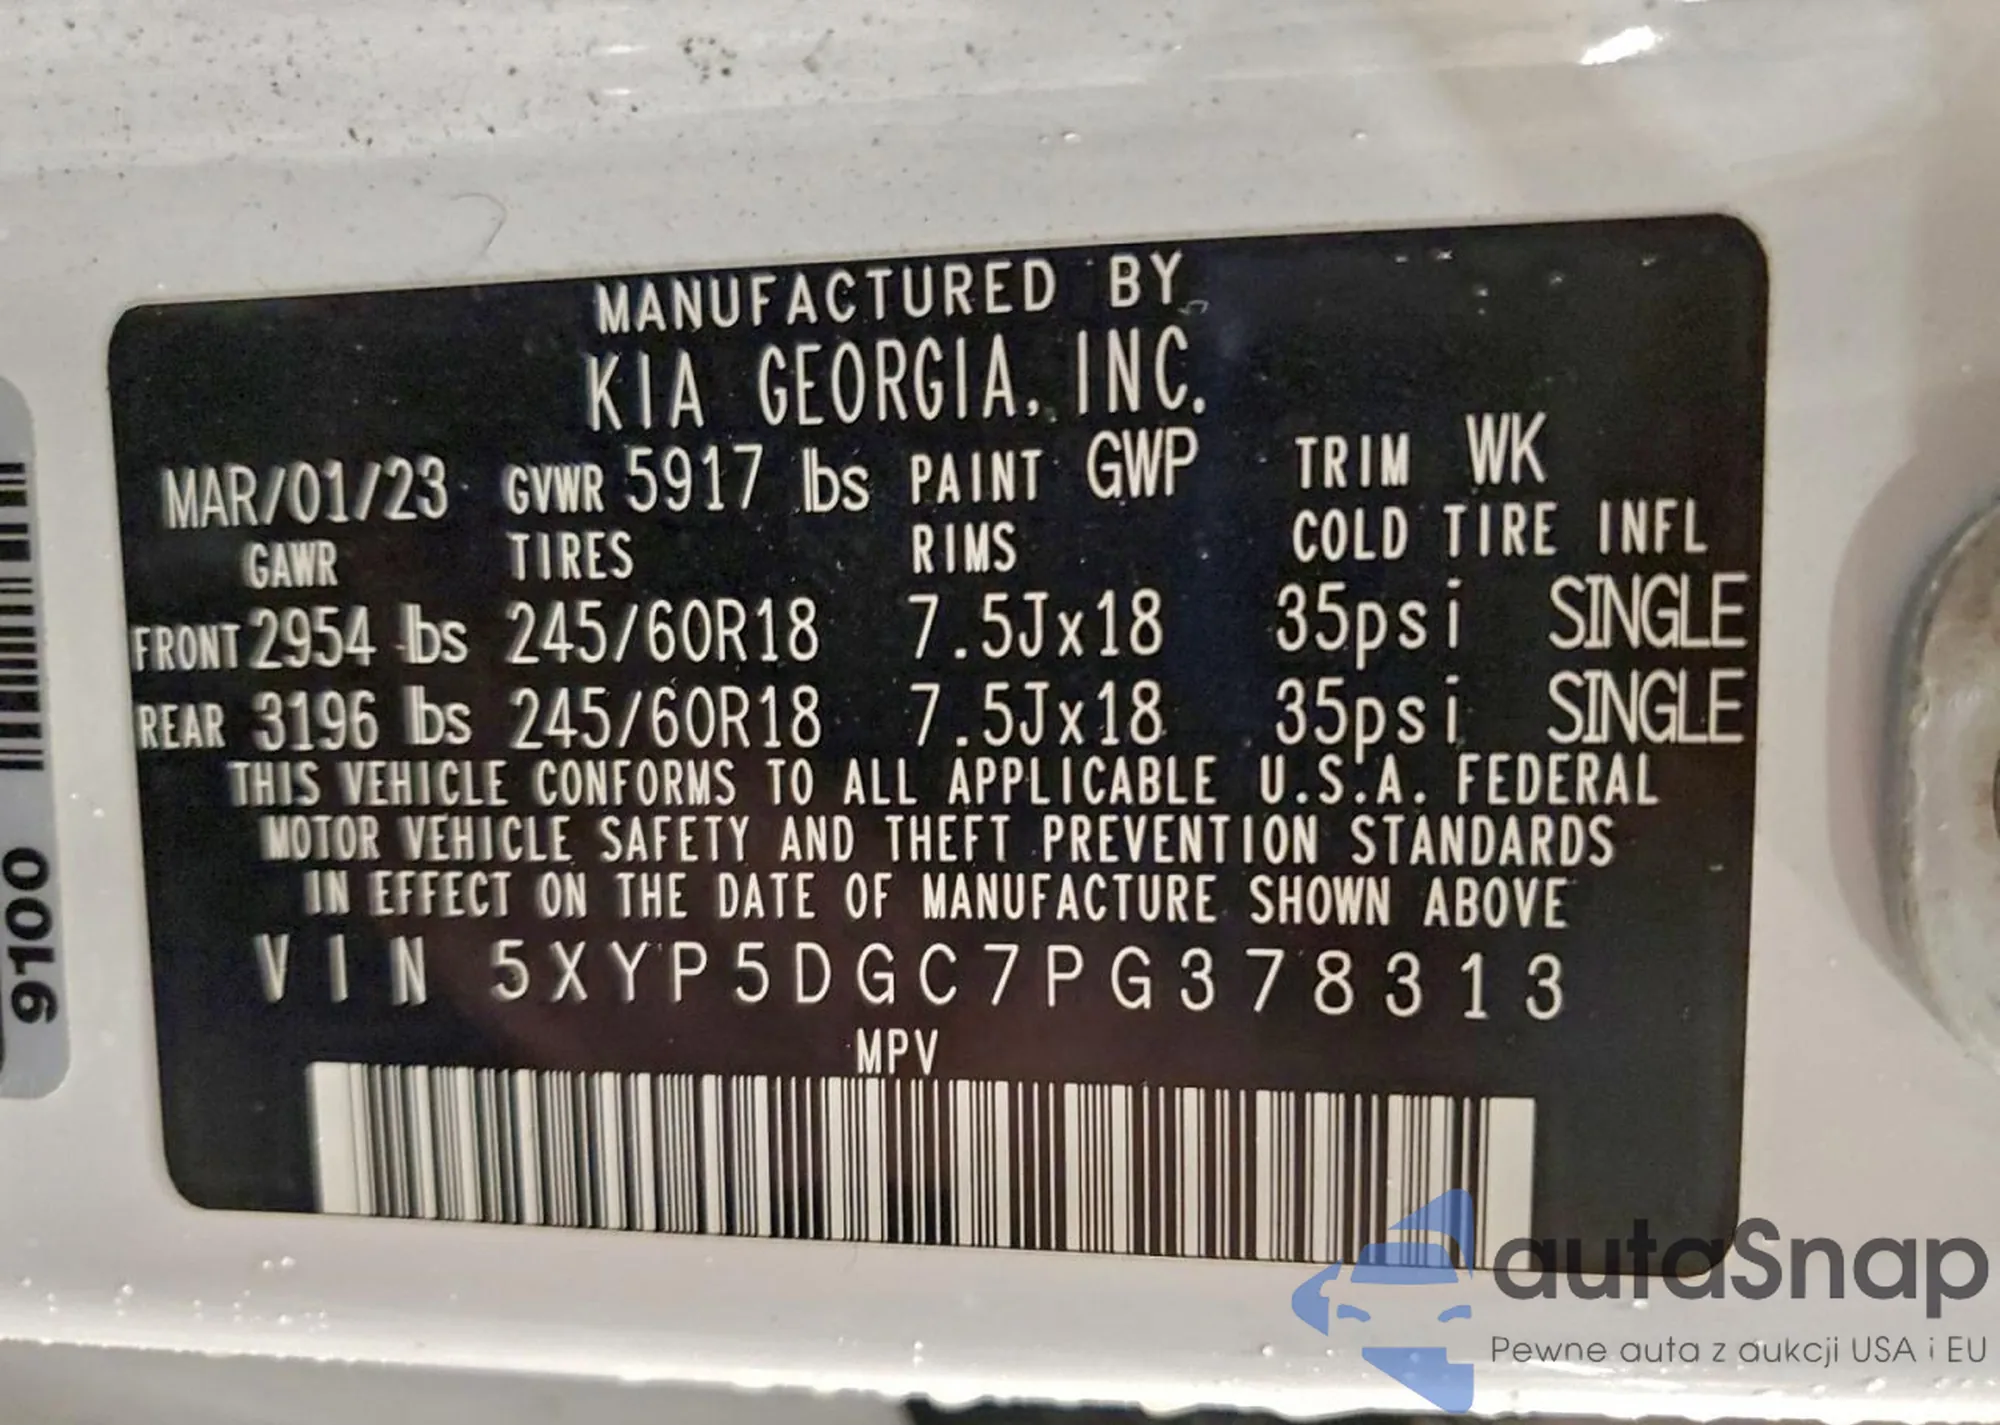 MANUFACTURED BY
KIA GEORGIA, INC.
MAR/01/23 GVWR 5917 lbs PAINT GWP TRIM WK
GAWR TIRES RIMS COLD TIRE INFL
FRONT 2954 lbs 245/60R18 7.5Jx18 35psi SINGLE
REAR 3196 lbs 245/60R18 7.5Jx18 35psi SINGLE
THIS VEHICLE CONFORMS TO ALL APPLICABLE U.S.A. FEDERAL
MOTOR VEHICLE SAFETY AND THEFT PREVENTION STANDARDS
IN EFFECT ON THE DATE OF MANUFACTURE SHOWN ABOVE
VIN 5XYP5DGC7PG378313
MPV
9100
autaSnap
Pewne auta z aukcji USA i EU